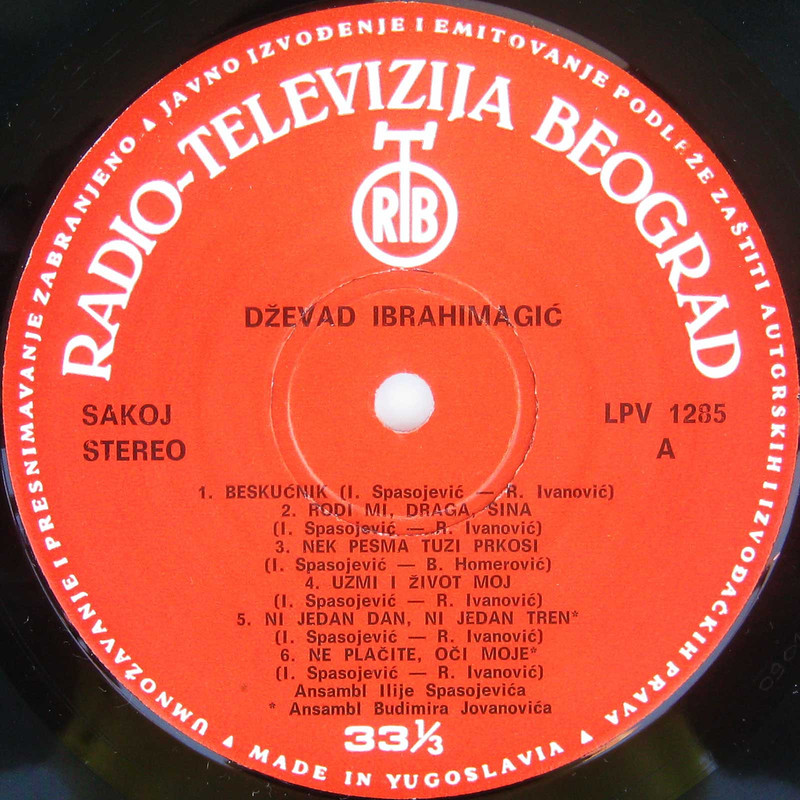 UMNOŽAVANJE I PRESNIMAVANJE ZABRANJENO ▲ JAVNO IZVOĐENJE I EMITOVANJE PODLEŽE ZAŠTITI AUTORSKIH I IZVOĐAČKIH PRAVA ▲
RADIO-TELEVIZIJA BEOGRAD
RTB
DŽEVAD IBRAHIMAGIĆ
SAKOJ
STEREO
LPV 1285
A
1. BESKUĆNIK (I. Spasojević — R. Ivanović)
2. RODI MI, DRAGA, SINA
(I. Spasojević — R. Ivanović)
3. NEK PESMA TUZI PRKOSI
(I. Spasojević — B. Homerović)
4. UZMI I ŽIVOT MOJ
(I. Spasojević — R. Ivanović)
5. NI JEDAN DAN, NI JEDAN TREN*
(I. Spasojević — R. Ivanović)
6. NE PLAČITE, OČI MOJE*
(I. Spasojević — R. Ivanović)
* Ansambl Ilije Spasojevića
* Ansambl Budimira Jovanovića
33⅓
MADE IN YUGOSLAVIA ▲